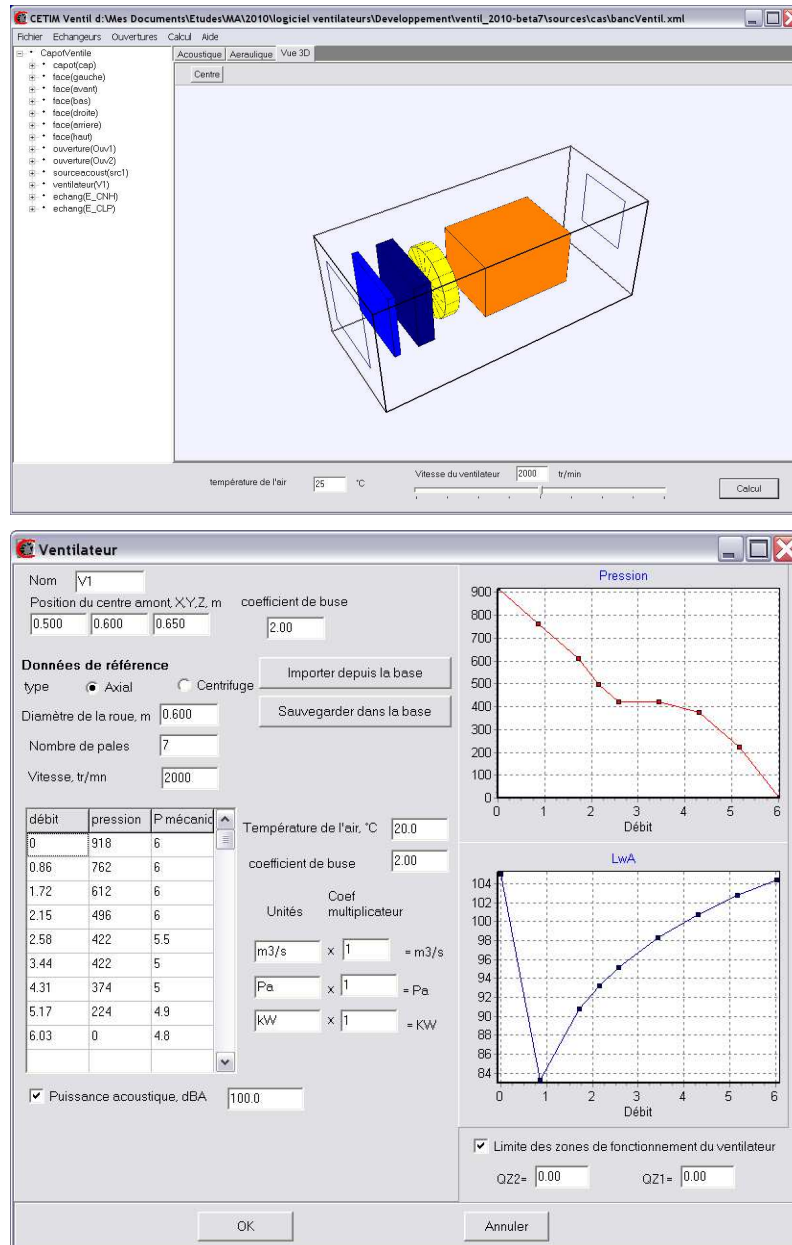 CETIM Ventil d:\Mes Documents\Etudes\MA\2010\logiciel ventilateurs\Developpement\ventil_2010-beta7\sources\cas\bancVentil.xml
Fichier Echangeurs Ouvertures Calcul Aide
CapotVentile
capot(cap)
face(gauche)
face(avant)
face(bas)
face(droite)
face(arriere)
face(haut)
ouverture(Ouv1)
ouverture(Ouv2)
sourceacoust(src1)
ventilateur(V1)
echang(E_CNH)
echang(E_CLP)
Acoustique Aeraulique Vue 3D
Centre
température de l'air 25 °C
Vitesse du ventilateur 2000 tr/min
Calcul
Ventilateur
Nom V1
Position du centre amont, X,Y,Z, m
0.500 0.600 0.650
coefficient de buse
2.00
Données de référence
type Axial Centrifuge
Diamètre de la roue, m 0.600
Nombre de pales 7
Vitesse, tr/mn 2000
Importer depuis la base
Sauvegarder dans la base
débit pression P mécanic
0 918 6
0.86 762 6
1.72 612 6
2.15 496 6
2.58 422 5.5
3.44 422 5
4.31 374 5
5.17 224 4.9
6.03 0 4.8
Température de l'air, °C 20.0
coefficient de buse 2.00
Unités Coef multiplicateur
m3/s x 1 = m3/s
Pa x 1 = Pa
kW x 1 = KW
Puissance acoustique, dBA 100.0
Pression
900
800
700
600
500
400
300
200
100
0
0 1 2 3 4 5 6
Débit
LwA
104
102
100
98
96
94
92
90
88
86
84
0 1 2 3 4 5 6
Débit
Limite des zones de fonctionnement du ventilateur
QZ2= 0.00 QZ1= 0.00
OK Annuler